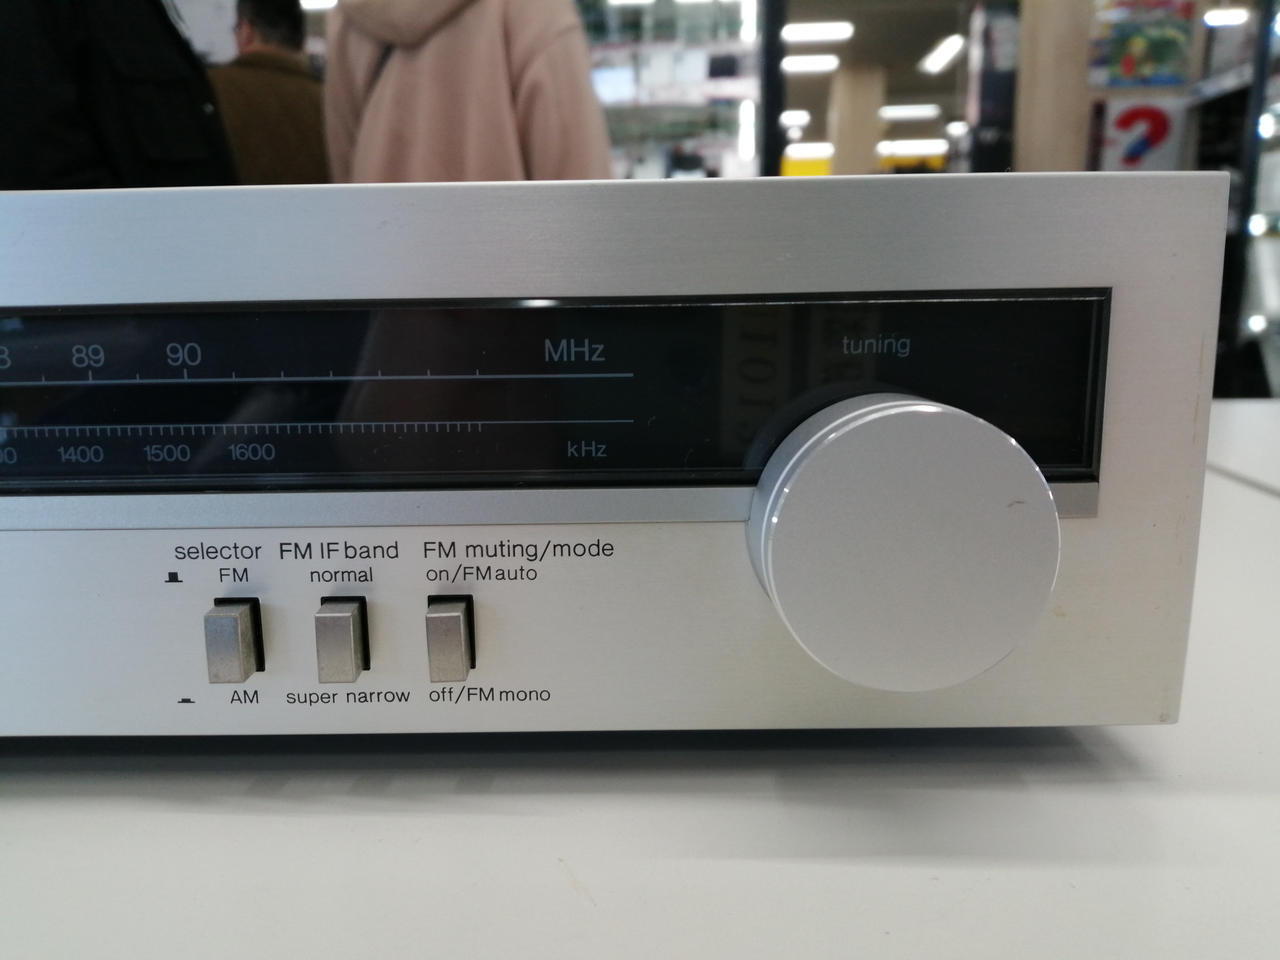 89 90 MHz
tuning
1400 1500 1600 kHz
selector FM IF band FM muting/mode
FM normal on/FM auto
AM super narrow off/FM mono
?